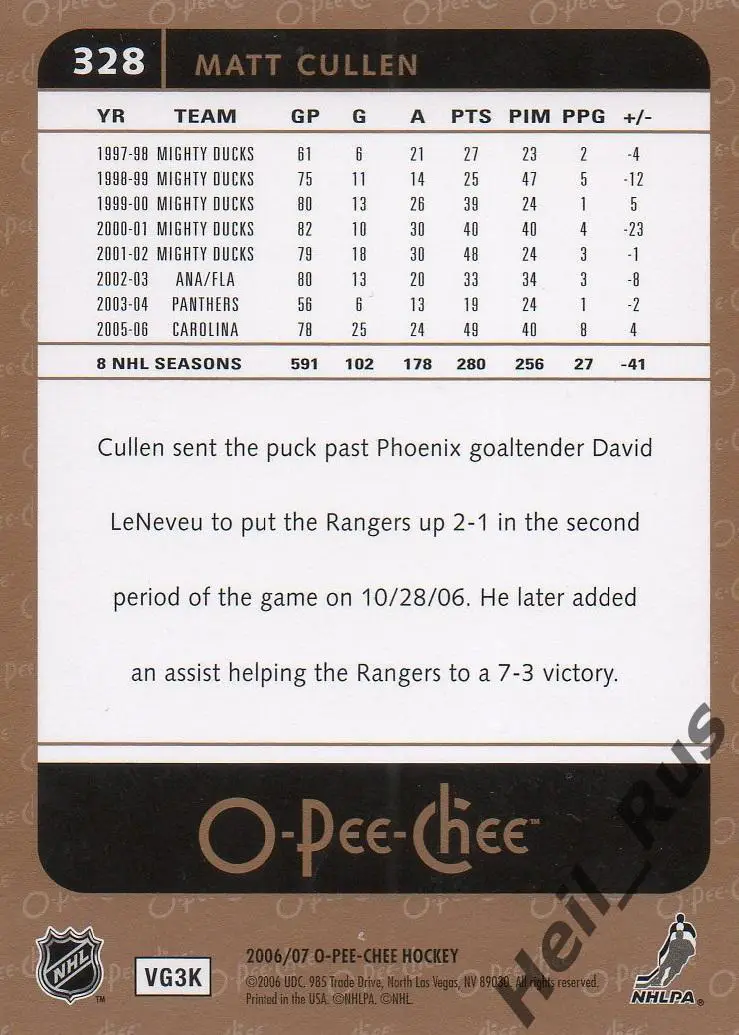 328 MATT CULLEN
YR TEAM GP G A PTS PIM PPG +/-
1997-98 MIGHTY DUCKS 61 6 21 27 23 2 -4
1998-99 MIGHTY DUCKS 75 11 14 25 47 5 -12
1999-00 MIGHTY DUCKS 80 13 26 39 24 1 5
2000-01 MIGHTY DUCKS 82 10 30 40 40 4 -23
2001-02 MIGHTY DUCKS 79 18 30 48 24 3 -1
2002-03 ANA/FLA 80 13 20 33 34 3 -8
2003-04 PANTHERS 56 6 13 19 24 1 -2
2005-06 CAROLINA 78 25 24 49 40 8 4
8 NHL SEASONS 591 102 178 280 256 27 -41
Cullen sent the puck past Phoenix goaltender David
LeNeveu to put the Rangers up 2-1 in the second
period of the game on 10/28/06. He later added
an assist helping the Rangers to a 7-3 victory.
O-Pee-Chee™
NHL ™
VG3K
2006/07 O-PEE-CHEE HOCKEY
©2006 UDC. 985 Trade Drive, North Las Vegas, NV 89030. All rights reserved.
Printed in the USA. ©NHLPA. ©NHL.
NHLPA®
Heil_Rus